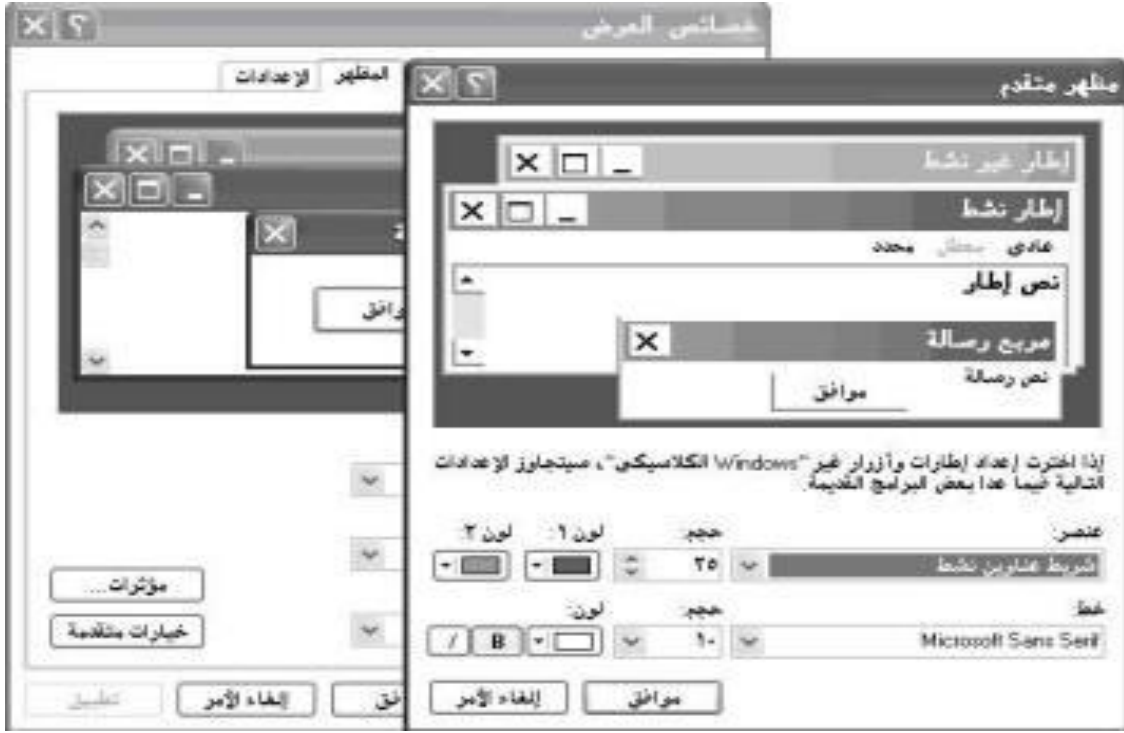 خصائص العرض
المظهر الإعدادات
موافق
مؤثرات...
خيارات متقدمة
إلغاء الأمر تطبيق
مظهر متقدم
إطار غير نشط
إطار نشط
عادي معطل محدد
نص إطار
مربع رسالة
نص رسالة
موافق
إذا اخترت إعداد إطارات وأزرار غير "Windows الكلاسيكي"، سيتجاوز الإعدادات
التالية فيما عدا بعض البرامج القديمة.
عنصر: حجم: لون ١: لون ٢:
شريط عناوين نشط ٢٥
خط: حجم: لون:
Microsoft Sans Serif ١٠ B /
موافق إلغاء الأمر